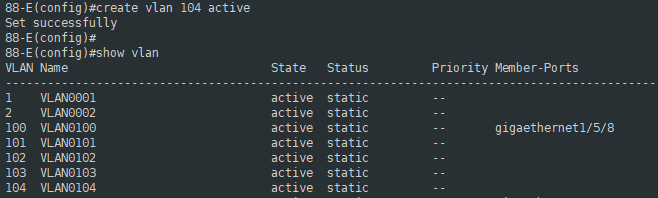 88-E(config)#create vlan 104 active
Set successfully
88-E(config)#
88-E(config)#show vlan
VLAN Name State Status Priority Member-Ports
--------------------------------------------------------------------------------------------
1 VLAN0001 active static --
2 VLAN0002 active static --
100 VLAN0100 active static -- gigaethernet1/5/8
101 VLAN0101 active static --
102 VLAN0102 active static --
103 VLAN0103 active static --
104 VLAN0104 active static --